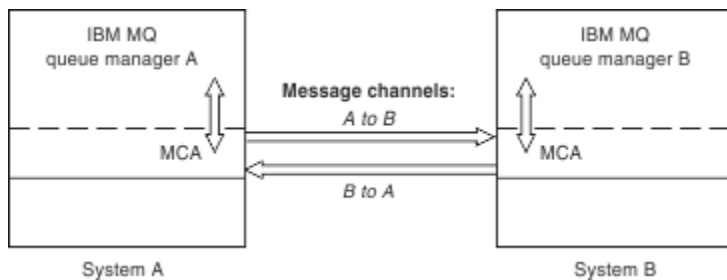 IBM MQ
queue manager A
MCA
System A
Message channels:
A to B
B to A
IBM MQ
queue manager B
MCA
System B